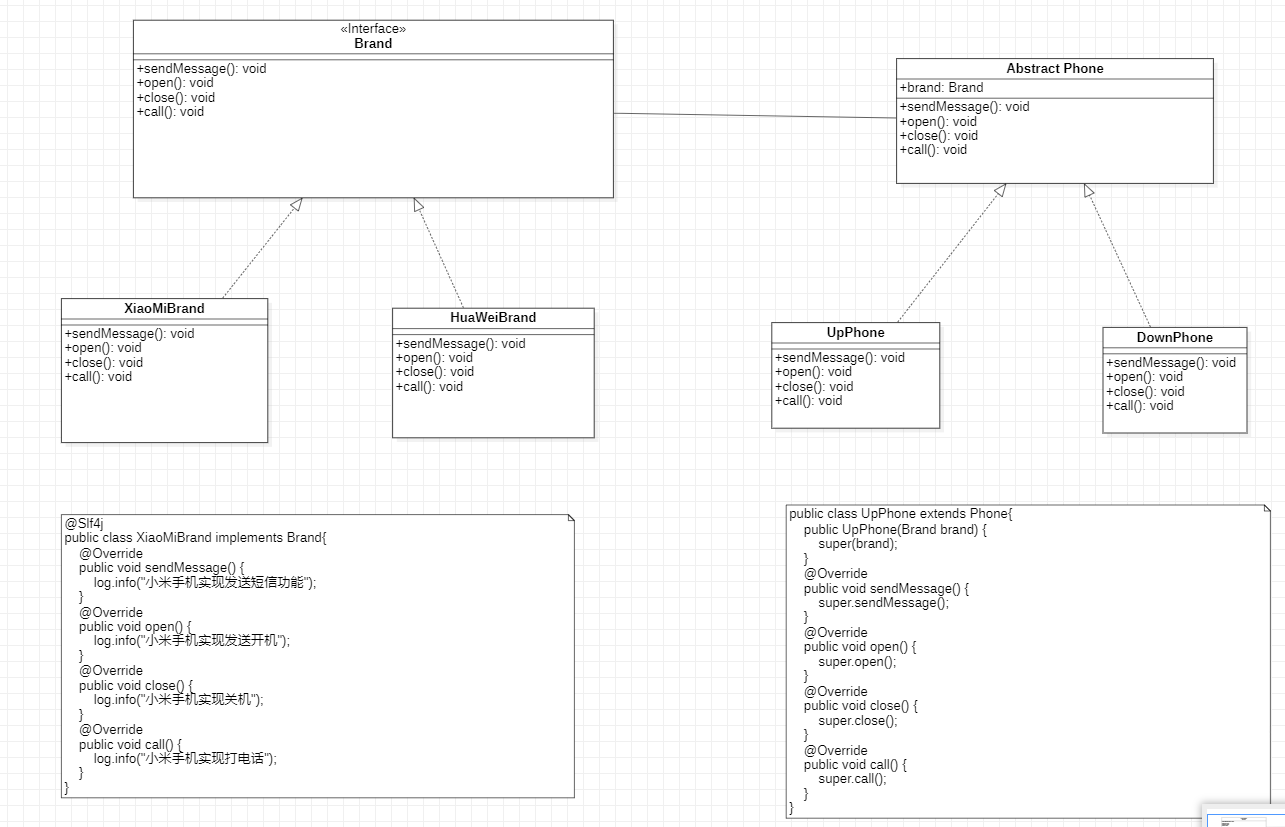 «Interface»
Brand
+sendMessage(): void
+open(): void
+close(): void
+call(): void
Abstract Phone
+brand: Brand
+sendMessage(): void
+open(): void
+close(): void
+call(): void
XiaoMiBrand
+sendMessage(): void
+open(): void
+close(): void
+call(): void
HuaWeiBrand
+sendMessage(): void
+open(): void
+close(): void
+call(): void
UpPhone
+sendMessage(): void
+open(): void
+close(): void
+call(): void
DownPhone
+sendMessage(): void
+open(): void
+close(): void
+call(): void
@Slf4j
public class XiaoMiBrand implements Brand{
@Override
public void sendMessage() {
log.info("小米手机实现发送短信功能");
}
@Override
public void open() {
log.info("小米手机实现发送开机");
}
@Override
public void close() {
log.info("小米手机实现关机");
}
@Override
public void call() {
log.info("小米手机实现打电话");
}
}
public class UpPhone extends Phone{
public UpPhone(Brand brand) {
super(brand);
}
@Override
public void sendMessage() {
super.sendMessage();
}
@Override
public void open() {
super.open();
}
@Override
public void close() {
super.close();
}
@Override
public void call() {
super.call();
}
}